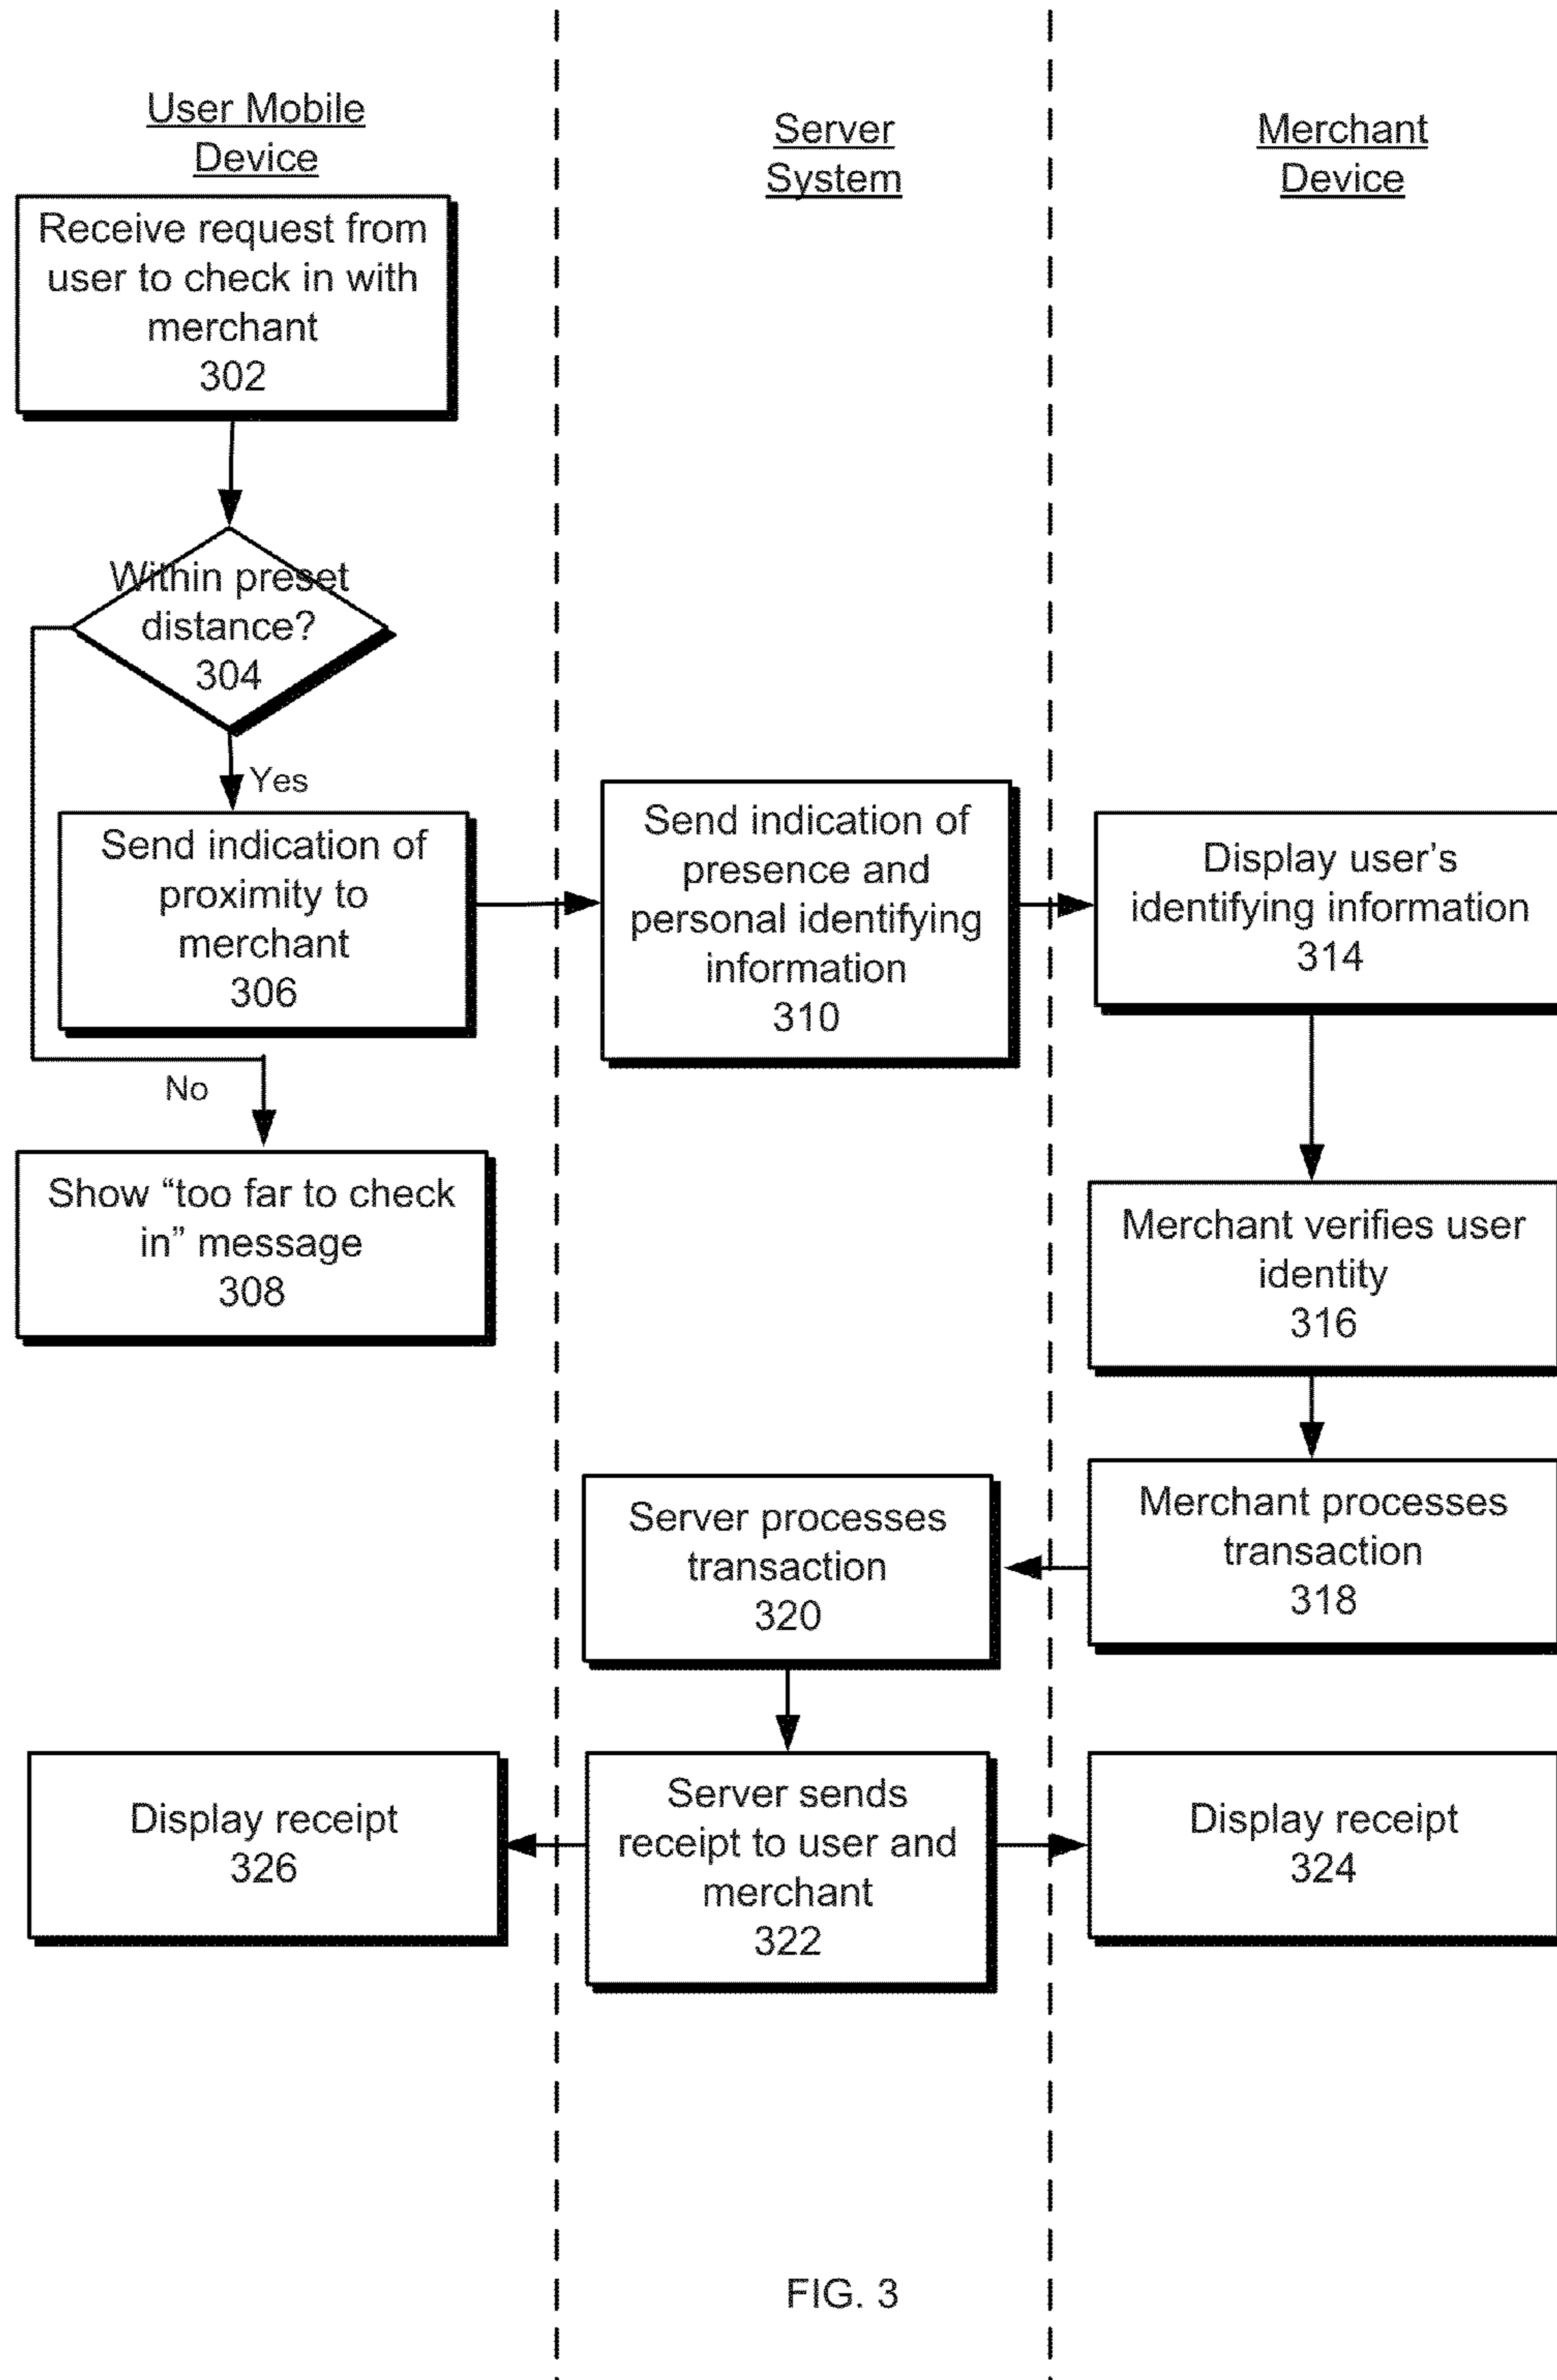 User Mobile
Device
Server
System
Merchant
Device
Receive request from
user to check in with
merchant
302
Within preset
distance?
304
Yes
Send indication of
proximity to
merchant
306
No
Show “too far to check
in” message
308
Send indication of
presence and
personal identifying
information
310
Display user’s
identifying information
314
Merchant verifies user
identity
316
Merchant processes
transaction
318
Server processes
transaction
320
Server sends
receipt to user and
merchant
322
Display receipt
326
Display receipt
324
FIG. 3